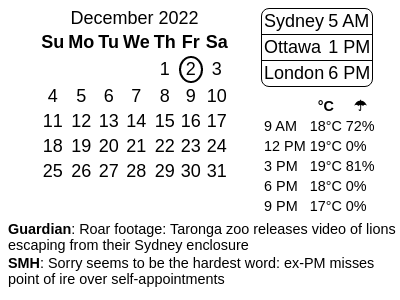 December 2022
Su Mo Tu We Th Fr Sa
1 2 3
4 5 6 7 8 9 10
11 12 13 14 15 16 17
18 19 20 21 22 23 24
25 26 27 28 29 30 31
Sydney 5 AM
Ottawa 1 PM
London 6 PM
°C ☂
9 AM 18°C 72%
12 PM 19°C 0%
3 PM 19°C 81%
6 PM 18°C 0%
9 PM 17°C 0%
Guardian: Roar footage: Taronga zoo releases video of lions
escaping from their Sydney enclosure
SMH: Sorry seems to be the hardest word: ex-PM misses
point of ire over self-appointments